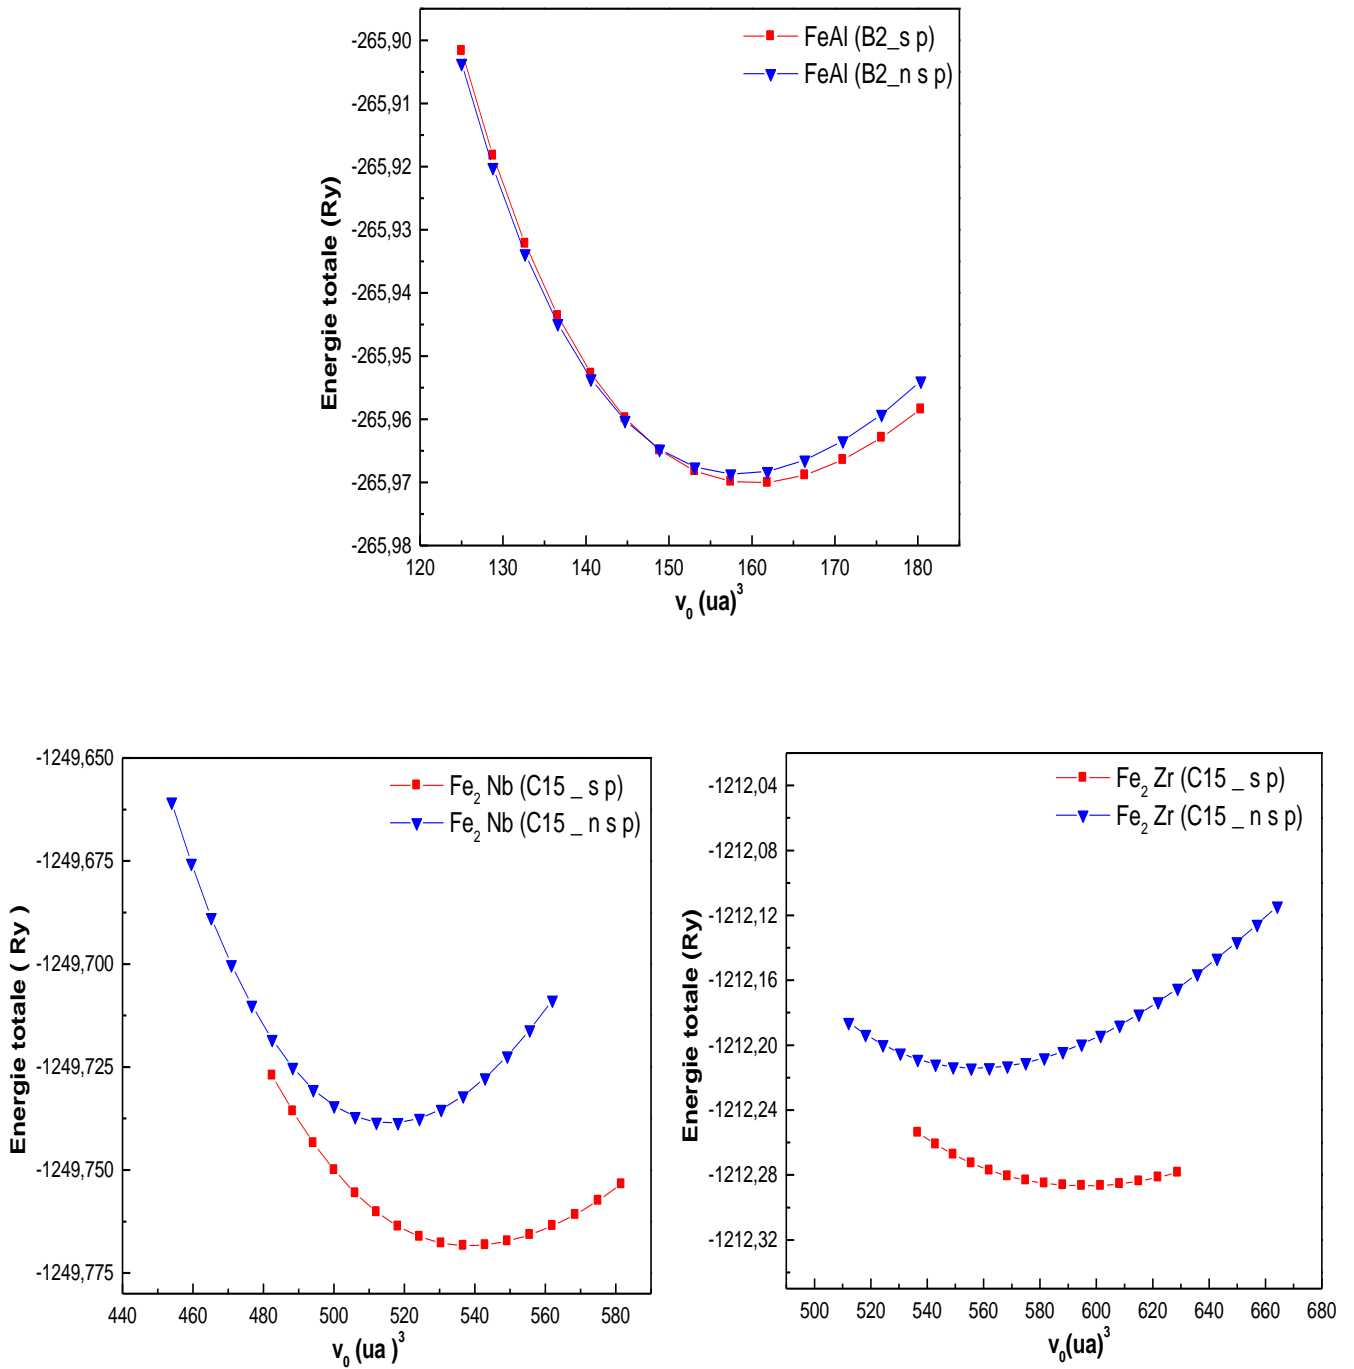 FeAl (B2_s p)
FeAl (B2_n s p)
-265,90
-265,91
-265,92
-265,93
-265,94
-265,95
-265,96
-265,97
-265,98
Energie totale (Ry)
120 130 140 150 160 170 180
v₀ (ua)³
Fe₂ Nb (C15 _ s p)
Fe₂ Nb (C15 _ n s p)
-1249,650
-1249,675
-1249,700
-1249,725
-1249,750
-1249,775
Energie totale ( Ry )
440 460 480 500 520 540 560 580
v₀ (ua )³
Fe₂ Zr (C15 _ s p)
Fe₂ Zr (C15 _ n s p)
-1212,04
-1212,08
-1212,12
-1212,16
-1212,20
-1212,24
-1212,28
-1212,32
Energie totale (Ry)
500 520 540 560 580 600 620 640 660 680
v₀(ua)³